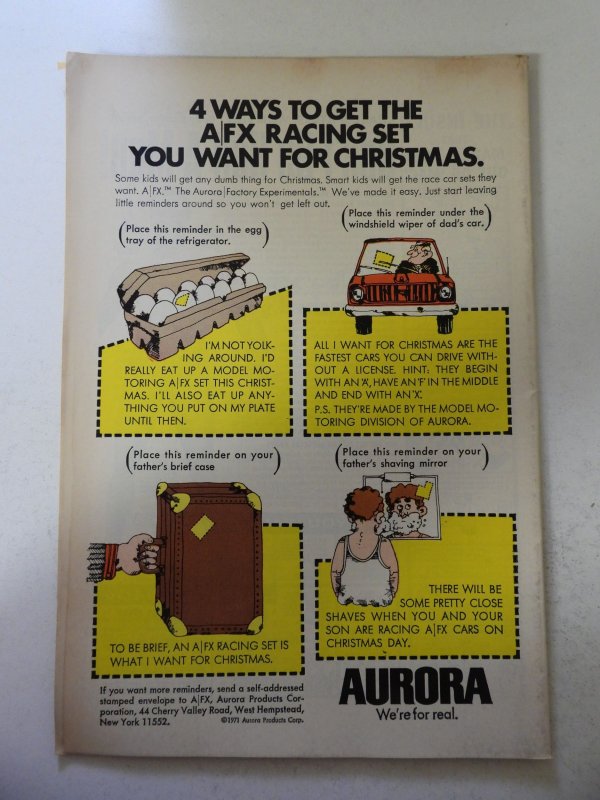 4 WAYS TO GET THE
A|FX RACING SET
YOU WANT FOR CHRISTMAS.
Some kids will get any dumb thing for Christmas. Smart kids will get the race car sets they
want. A|FX.™ The Aurora Factory Experimentals.™ We've made it easy. Just start leaving
little reminders around so you won't get left out.
(Place this reminder in the egg
tray of the refrigerator.)
I'M NOT YOLK-
ING AROUND. I'D
REALLY EAT UP A MODEL MO-
TORING A|FX SET THIS CHRIST-
MAS. I'LL ALSO EAT UP ANY-
THING YOU PUT ON MY PLATE
UNTIL THEN.
(Place this reminder under the
windshield wiper of dad's car.)
ALL I WANT FOR CHRISTMAS ARE THE
FASTEST CARS YOU CAN DRIVE WITH-
OUT A LICENSE. HINT: THEY BEGIN
WITH AN 'A', HAVE AN 'F' IN THE MIDDLE
AND END WITH AN 'X'.
P.S. THEY'RE MADE BY THE MODEL MO-
TORING DIVISION OF AURORA.
(Place this reminder on your
father's brief case)
TO BE BRIEF, AN A|FX RACING SET IS
WHAT I WANT FOR CHRISTMAS.
(Place this reminder on your
father's shaving mirror)
THERE WILL BE
SOME PRETTY CLOSE
SHAVES WHEN YOU AND YOUR
SON ARE RACING A|FX CARS ON
CHRISTMAS DAY.
If you want more reminders, send a self-addressed
stamped envelope to A|FX, Aurora Products Cor-
poration, 44 Cherry Valley Road, West Hempstead,
New York 11552.
©1971 Aurora Products Corp.
AURORA
We're for real.